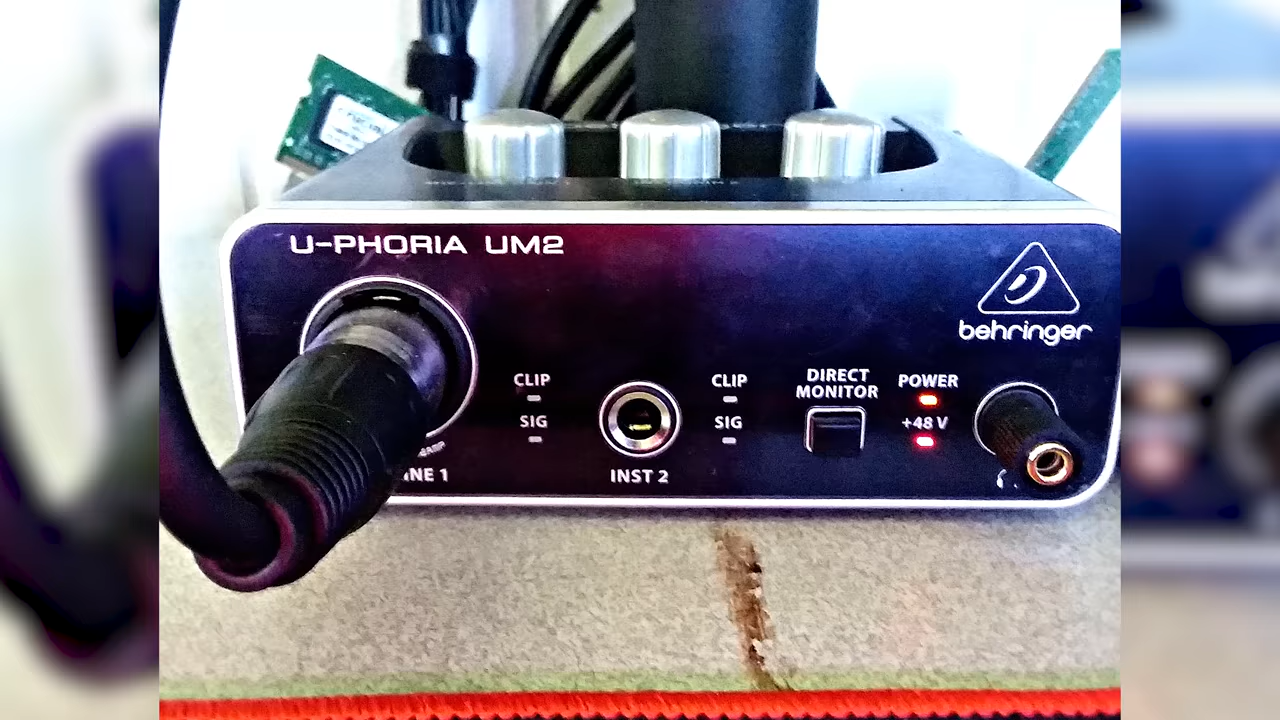 U-PHORIA UM2
behringer
CLIP
CLIP
DIRECT
MONITOR
POWER
SIG
SIG
+48 V
INST 2